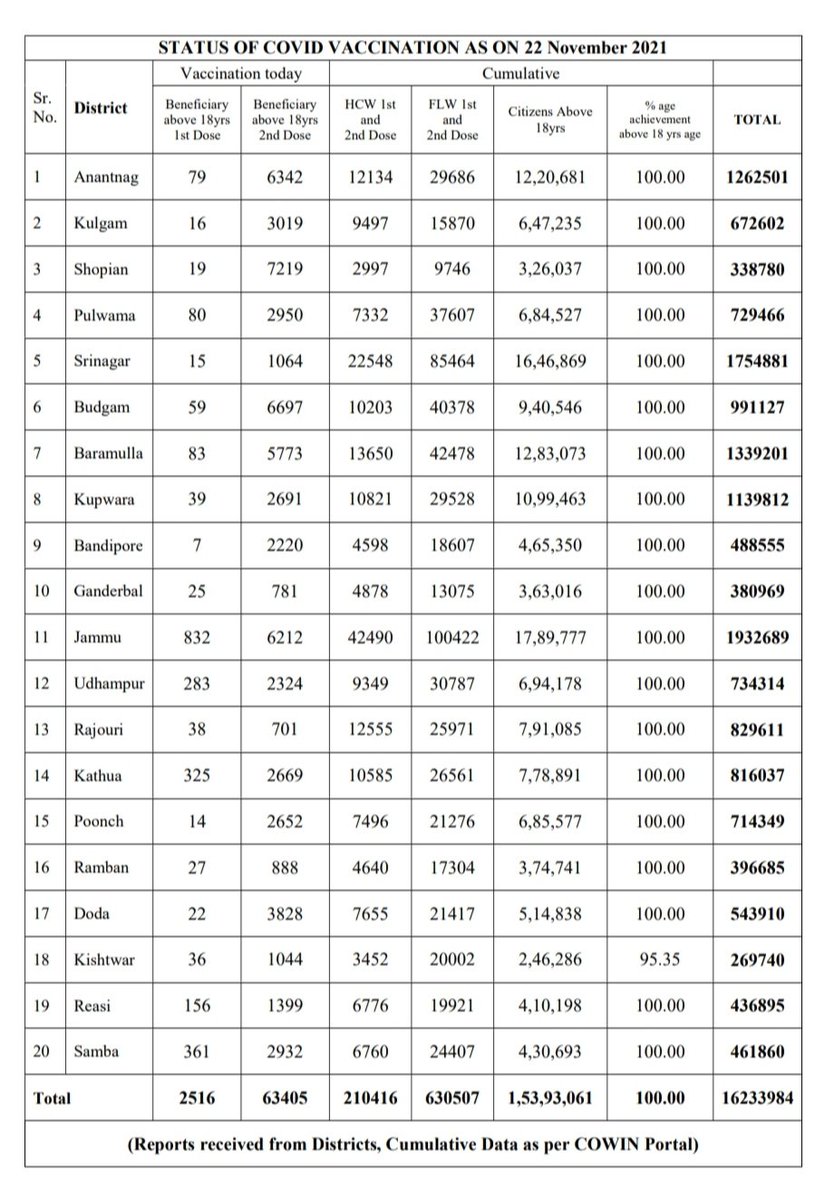 STATUS OF COVID VACCINATION AS ON 22 November 2021
Sr. No. District Vaccination today Cumulative
Beneficiary above 18yrs 1st Dose Beneficiary above 18yrs 2nd Dose HCW 1st and 2nd Dose FLW 1st and 2nd Dose Citizens Above 18yrs % age achievement above 18 yrs age TOTAL
1 Anantnag 79 6342 12134 29686 12,20,681 100.00 1262501
2 Kulgam 16 3019 9497 15870 6,47,235 100.00 672602
3 Shopian 19 7219 2997 9746 3,26,037 100.00 338780
4 Pulwama 80 2950 7332 37607 6,84,527 100.00 729466
5 Srinagar 15 1064 22548 85464 16,46,869 100.00 1754881
6 Budgam 59 6697 10203 40378 9,40,546 100.00 991127
7 Baramulla 83 5773 13650 42478 12,83,073 100.00 1339201
8 Kupwara 39 2691 10821 29528 10,99,463 100.00 1139812
9 Bandipore 7 2220 4598 18607 4,65,350 100.00 488555
10 Ganderbal 25 781 4878 13075 3,63,016 100.00 380969
11 Jammu 832 6212 42490 100422 17,89,777 100.00 1932689
12 Udhampur 283 2324 9349 30787 6,94,178 100.00 734314
13 Rajouri 38 701 12555 25971 7,91,085 100.00 829611
14 Kathua 325 2669 10585 26561 7,78,891 100.00 816037
15 Poonch 14 2652 7496 21276 6,85,577 100.00 714349
16 Ramban 27 888 4640 17304 3,74,741 100.00 396685
17 Doda 22 3828 7655 21417 5,14,838 100.00 543910
18 Kishtwar 36 1044 3452 20002 2,46,286 95.35 269740
19 Reasi 156 1399 6776 19921 4,10,198 100.00 436895
20 Samba 361 2932 6760 24407 4,30,693 100.00 461860
Total 2516 63405 210416 630507 1,53,93,061 100.00 16233984
(Reports received from Districts, Cumulative Data as per COWIN Portal)